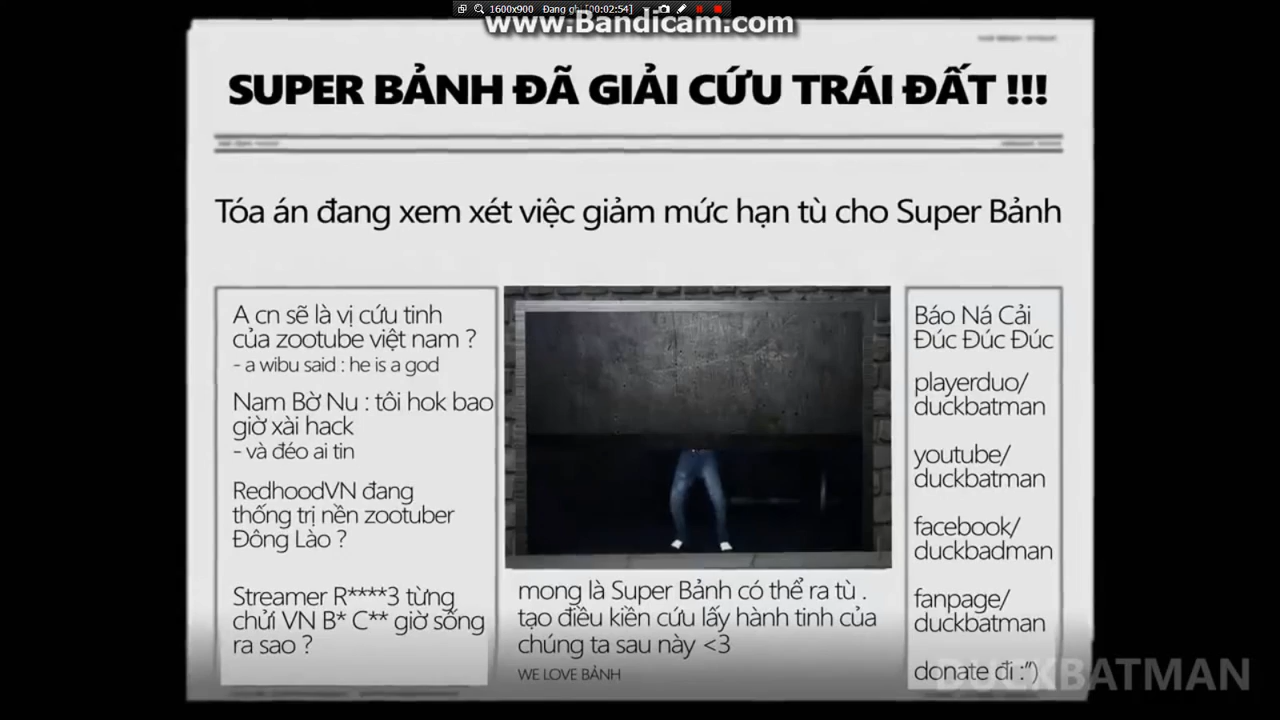 1600x900 Đang ghi [00:02:54]
www.Bandicam.com
SUPER BẢNH ĐÃ GIẢI CỨU TRÁI ĐẤT !!!
Tóa án đang xem xét việc giảm mức hạn tù cho Super Bảnh
A cn sẽ là vị cứu tinh
của zootube việt nam ?
- a wibu said : he is a god
Nam Bờ Nu : tôi hok bao
giờ xài hack
- và đéo ai tin
RedhoodVN đang
thống trị nền zootuber
Đông Lào ?
Streamer R****3 từng
chửi VN B* C** giờ sống
ra sao ?
mong là Super Bảnh có thể ra tù .
tạo điều kiền cứu lấy hành tinh của
chúng ta sau này <3
WE LOVE BẢNH
Báo Ná Cải
Đúc Đúc Đúc
playerduo/
duckbatman
youtube/
duckbatman
facebook/
duckbadman
fanpage/
duckbatman
donate đi :")
DUCKBATMAN